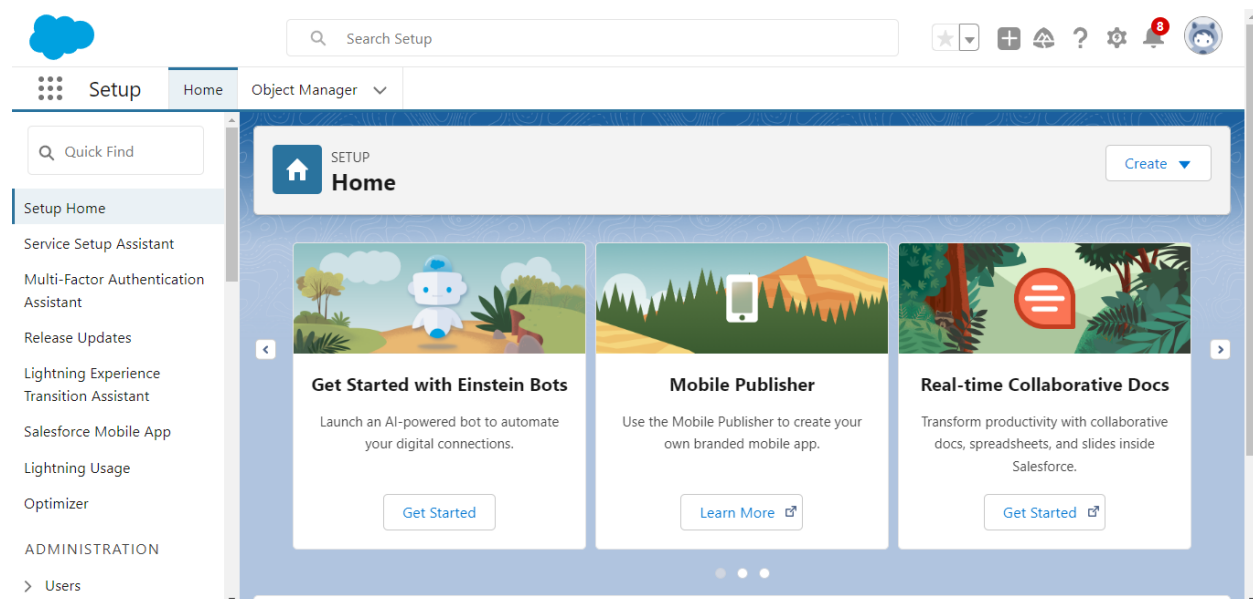 Search Setup
8
Setup
Home
Object Manager
Quick Find
Setup Home
Service Setup Assistant
Multi-Factor Authentication
Assistant
Release Updates
Lightning Experience
Transition Assistant
Salesforce Mobile App
Lightning Usage
Optimizer
ADMINISTRATION
Users
SETUP
Home
Create
Get Started with Einstein Bots
Launch an AI-powered bot to automate
your digital connections.
Get Started
Mobile Publisher
Use the Mobile Publisher to create your
own branded mobile app.
Learn More
Real-time Collaborative Docs
Transform productivity with collaborative
docs, spreadsheets, and slides inside
Salesforce.
Get Started